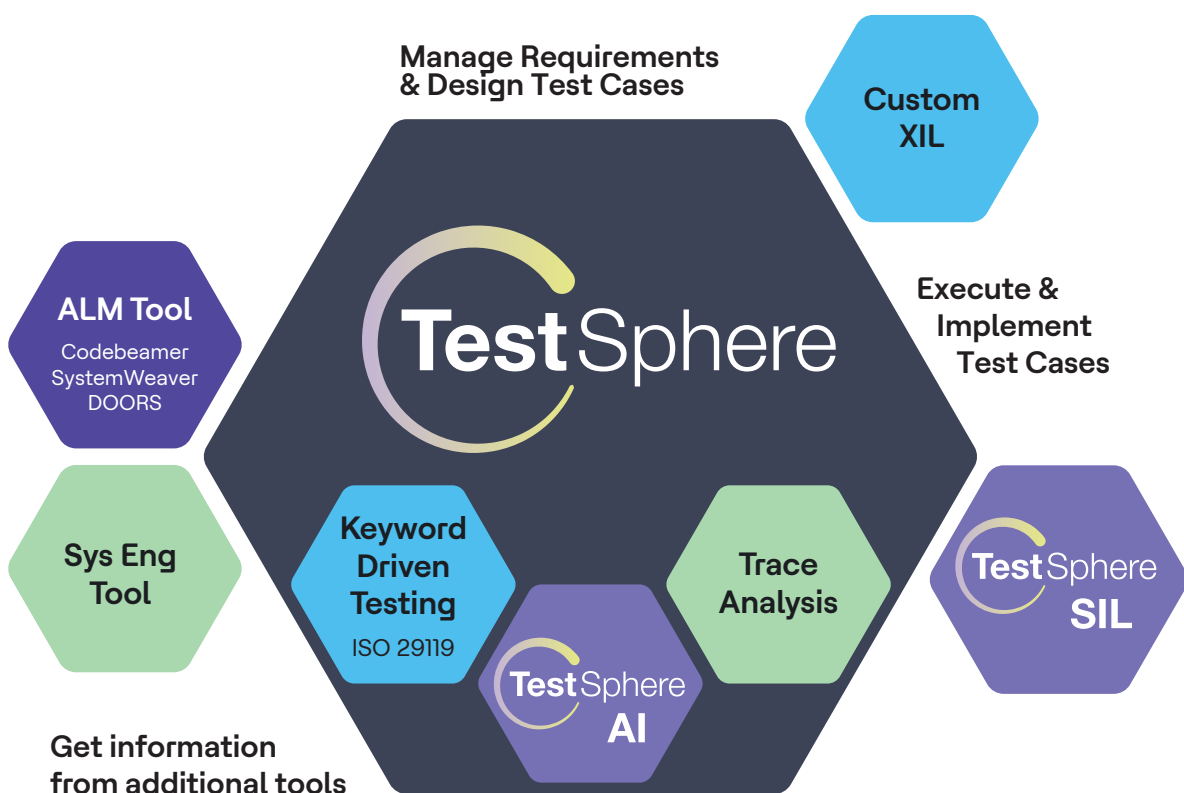 Manage Requirements
& Design Test Cases
Custom
XIL
ALM Tool
Codebeamer
SystemWeaver
DOORS
TestSphere
Execute &
Implement
Test Cases
Sys Eng
Tool
Keyword
Driven
Testing
ISO 29119
TestSphere
AI
Trace
Analysis
TestSphere
SIL
Get information
from additional tools